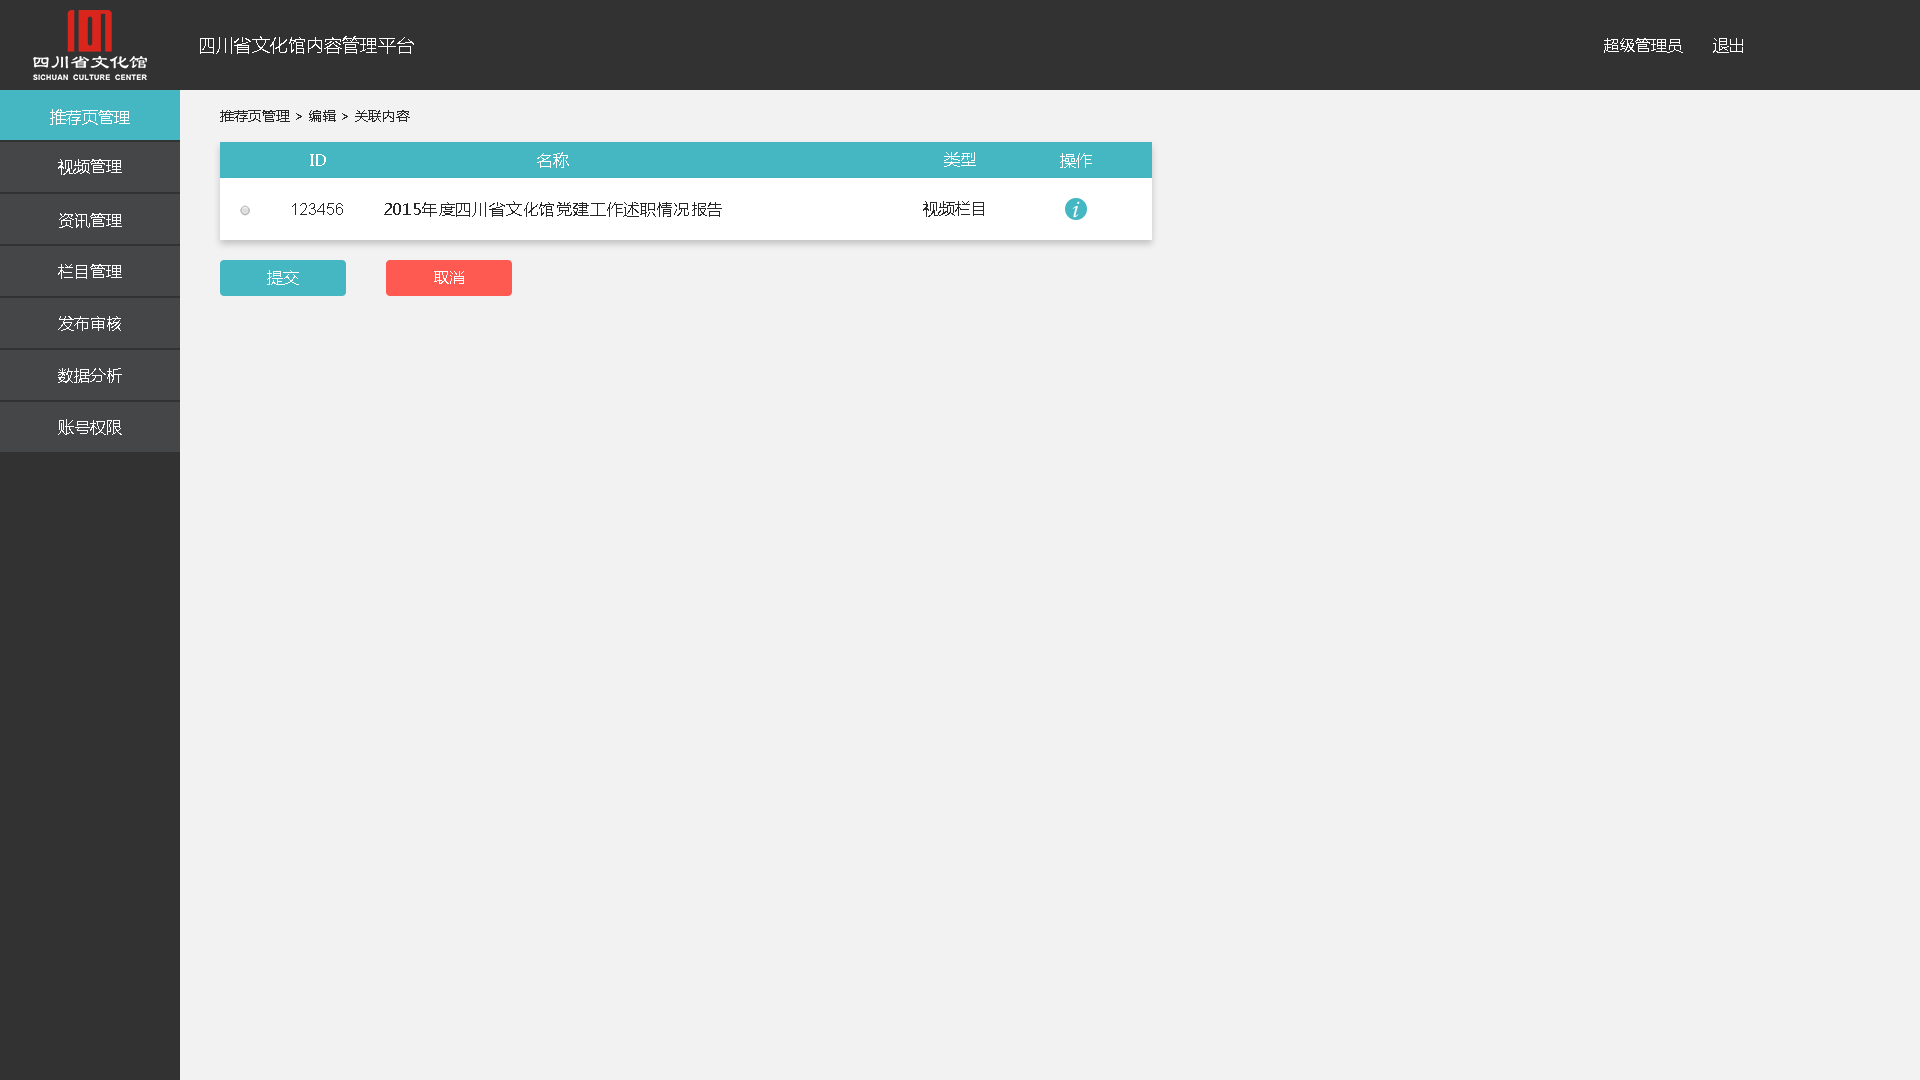 四川省文化馆
SICHUAN CULTURE CENTER
四川省文化馆内容管理平台
超级管理员 退出
推荐页管理
视频管理
资讯管理
栏目管理
发布审核
数据分析
账号权限
推荐页管理 > 编辑 > 关联内容
ID 名称 类型 操作
123456 2015年度四川省文化馆党建工作述职情况报告 视频栏目 i
提交 取消